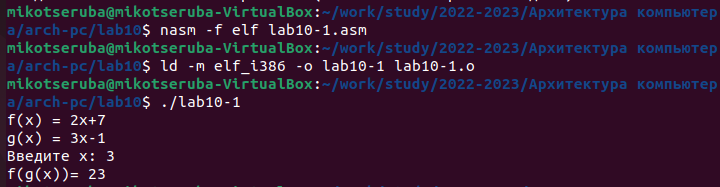 mikotseruba@mikotseruba-VirtualBox:~/work/study/2022-2023/Архитектура компьютер
а/arch-pc/lab10$ nasm -f elf lab10-1.asm
mikotseruba@mikotseruba-VirtualBox:~/work/study/2022-2023/Архитектура компьютер
а/arch-pc/lab10$ ld -m elf_i386 -o lab10-1 lab10-1.o
mikotseruba@mikotseruba-VirtualBox:~/work/study/2022-2023/Архитектура компьютер
а/arch-pc/lab10$ ./lab10-1
f(x) = 2x+7
g(x) = 3x-1
Введите x: 3
f(g(x))= 23